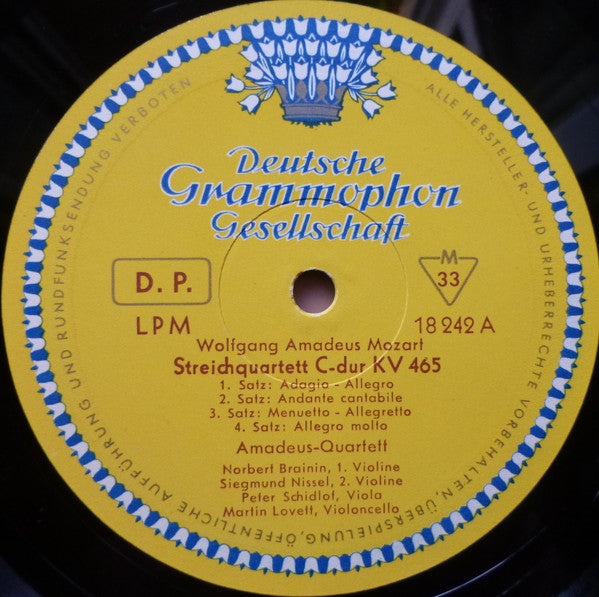 Deutsche
Grammophon
Gesellschaft
D. P.
M
33
LPM
18 242 A
Wolfgang Amadeus Mozart
Streichquartett C-dur KV 465
1. Satz: Adagio - Allegro
2. Satz: Andante cantabile
3. Satz: Menuetto - Allegretto
4. Satz: Allegro molto
Amadeus-Quartett
Norbert Brainin, 1. Violine
Siegmund Nissel, 2. Violine
Peter Schidlof, Viola
Martin Lovett, Violoncello
ALLE HERSTELLER- UND URHEBERRECHTE VORBEHALTEN, ÜBERSPIELUNG, ÖFFENTLICHE AUFFÜHRUNG UND RUNDFUNKSENDUNG VERBOTEN